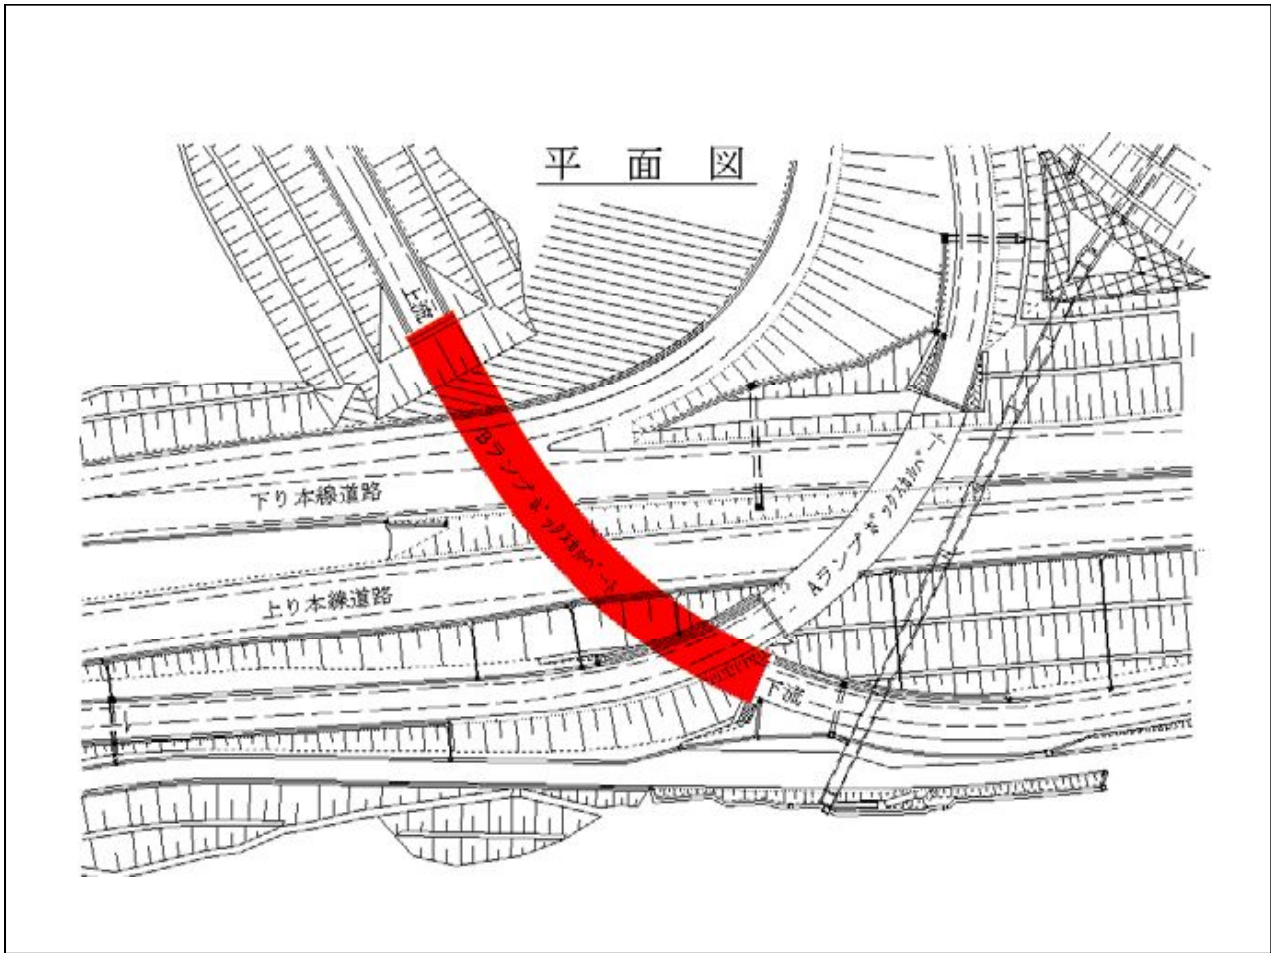 平面図
上流
Bランプボックスカルバート
下り本線道路
上り本線道路
Aランプボックスカルバート
下流